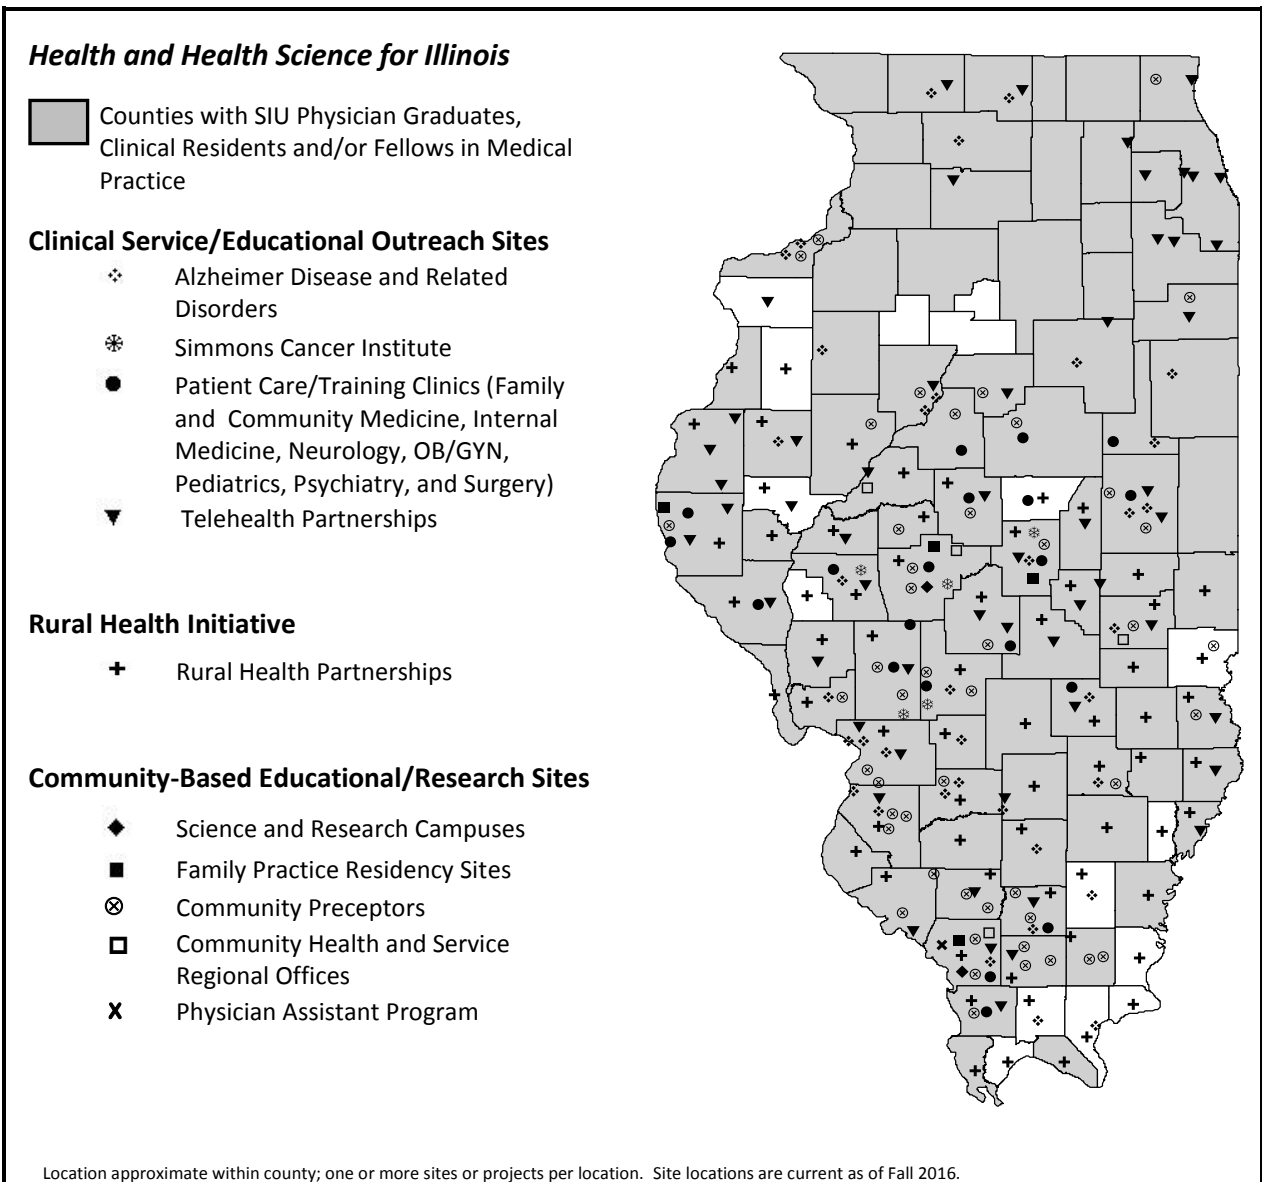 Health and Health Science for Illinois
Counties with SIU Physician Graduates,
Clinical Residents and/or Fellows in Medical
Practice
Clinical Service/Educational Outreach Sites
Alzheimer Disease and Related
Disorders
Simmons Cancer Institute
Patient Care/Training Clinics (Family
and Community Medicine, Internal
Medicine, Neurology, OB/GYN,
Pediatrics, Psychiatry, and Surgery)
Telehealth Partnerships
Rural Health Initiative
Rural Health Partnerships
Community-Based Educational/Research Sites
Science and Research Campuses
Family Practice Residency Sites
Community Preceptors
Community Health and Service
Regional Offices
Physician Assistant Program
Location approximate within county; one or more sites or projects per location. Site locations are current as of Fall 2016.